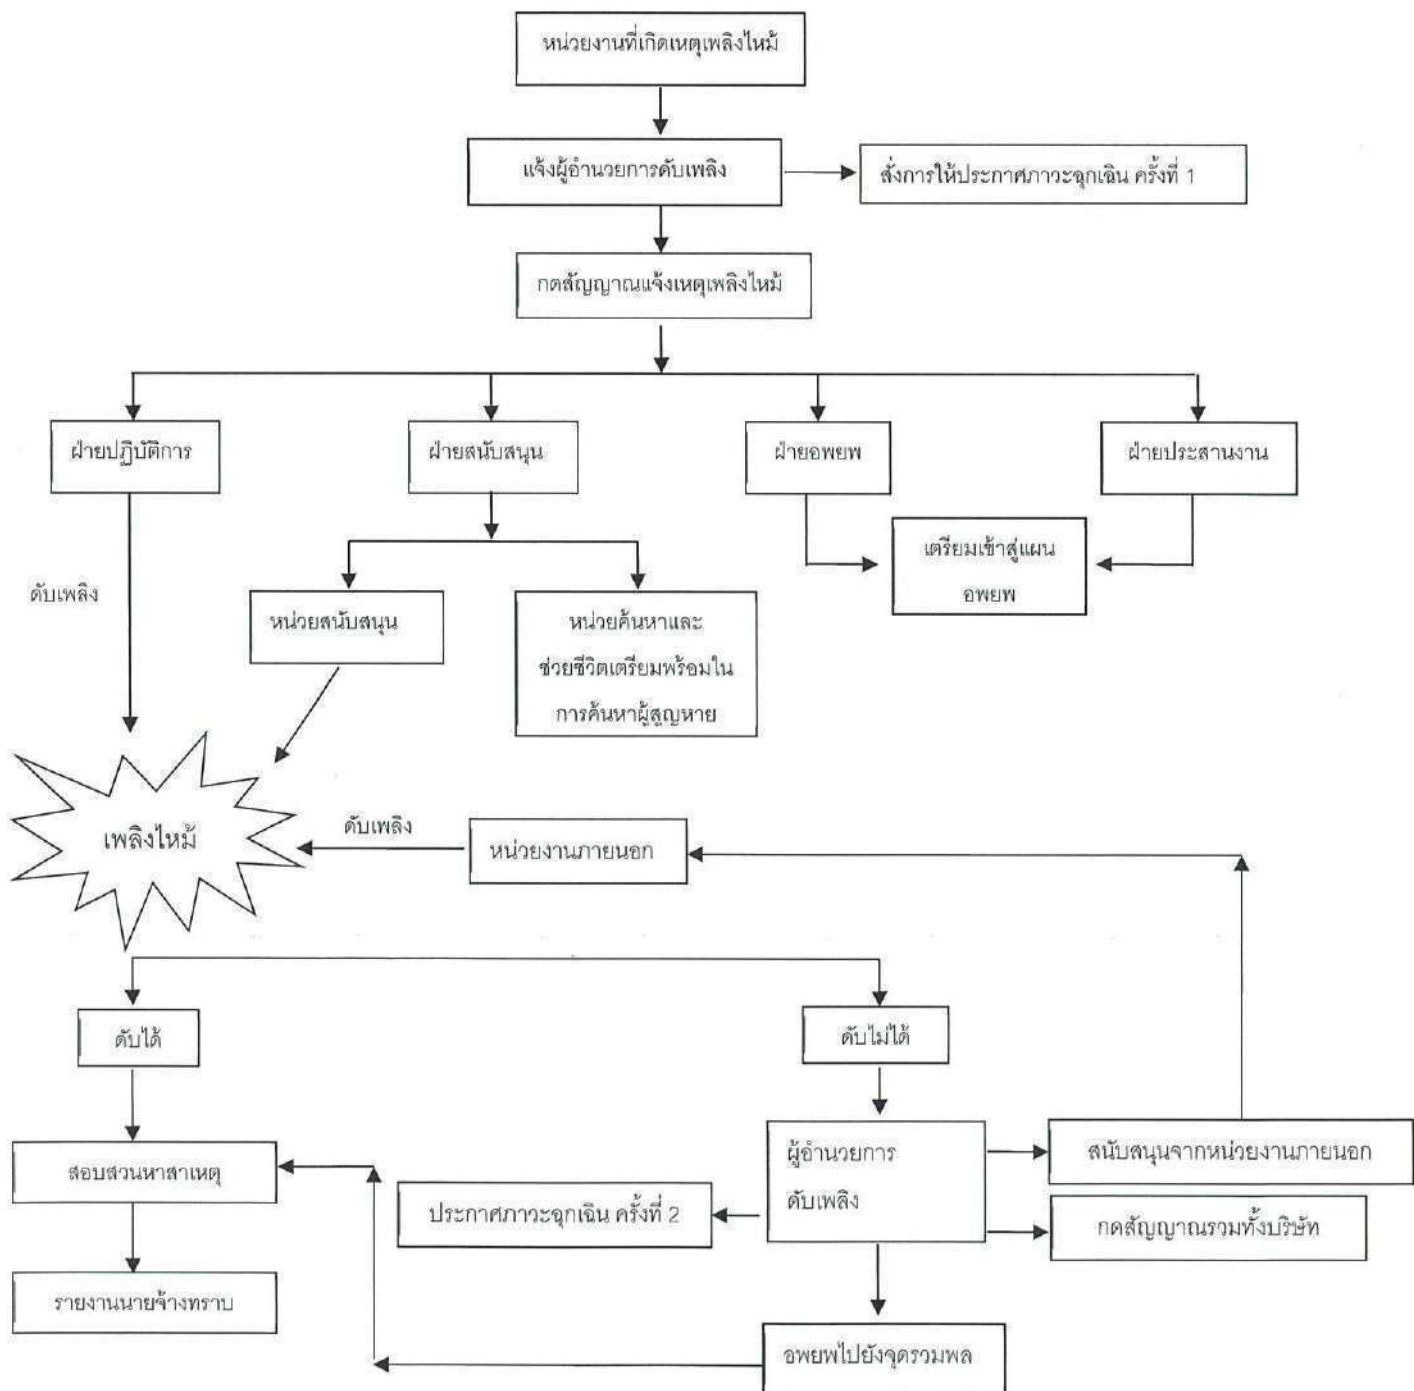 หน่วยงานที่เกิดเหตุเพลิงไหม้
แจ้งผู้อำนวยการดับเพลิง
สั่งการให้ประกาศภาวะฉุกเฉิน ครั้งที่ 1
กดสัญญาณแจ้งเหตุเพลิงไหม้
ฝ่ายปฏิบัติการ
ฝ่ายสนับสนุน
ฝ่ายอพยพ
ฝ่ายประสานงาน
เตรียมเข้าสู่แผน
อพยพ
ดับเพลิง
หน่วยสนับสนุน
หน่วยค้นหาและ
ช่วยชีวิตเตรียมพร้อมใน
การค้นหาผู้สูญหาย
เพลิงไหม้
ดับเพลิง
หน่วยงานภายนอก
ดับได้
ดับไม่ได้
สอบสวนหาสาเหตุ
ผู้อำนวยการ
ดับเพลิง
สนับสนุนจากหน่วยงานภายนอก
ประกาศภาวะฉุกเฉิน ครั้งที่ 2
กดสัญญาณรวมทั้งบริษัท
รายงานนายจ้างทราบ
อพยพไปยังจุดรวมพล